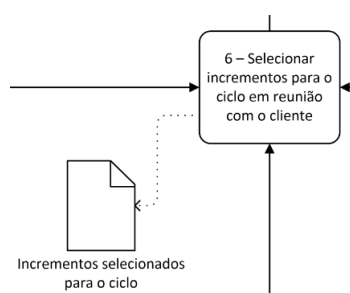 6 – Selecionar
incrementos para o
ciclo em reunião
com o cliente
Incrementos selecionados
para o ciclo